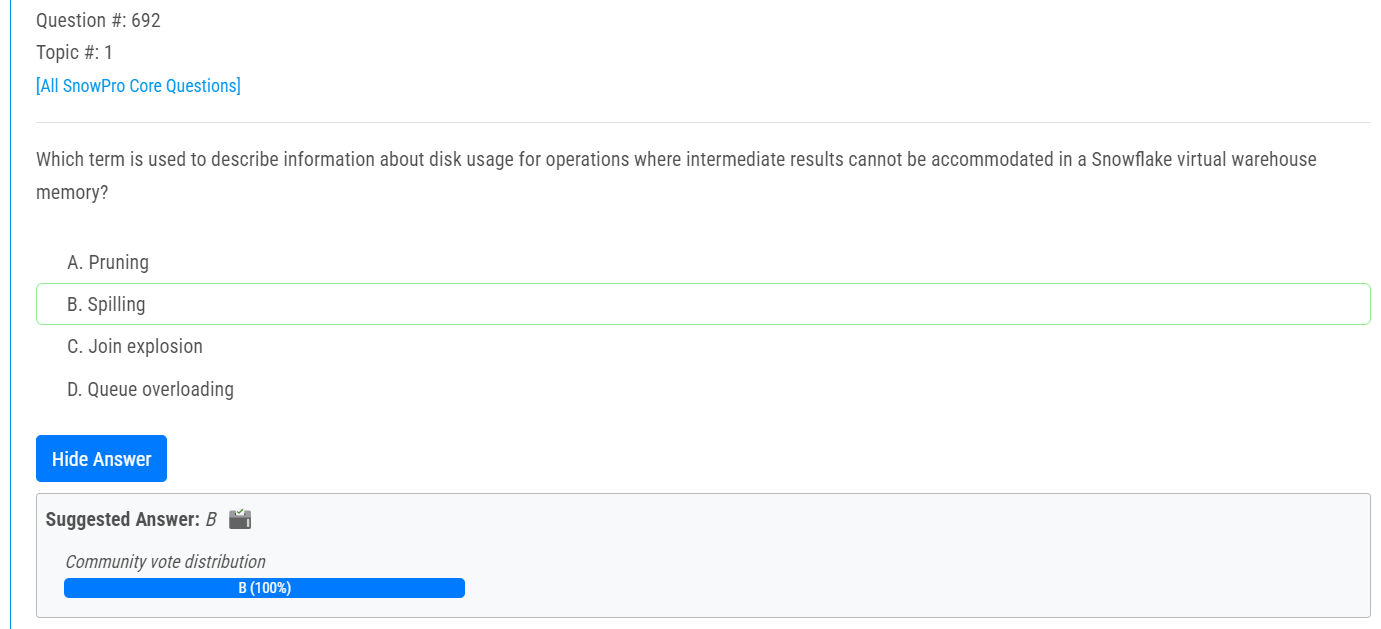 Question #: 692
Topic #: 1
[All SnowPro Core Questions]
Which term is used to describe information about disk usage for operations where intermediate results cannot be accommodated in a Snowflake virtual warehouse
memory?
A. Pruning
B. Spilling
C. Join explosion
D. Queue overloading
Hide Answer
Suggested Answer: B
Community vote distribution
B (100%)